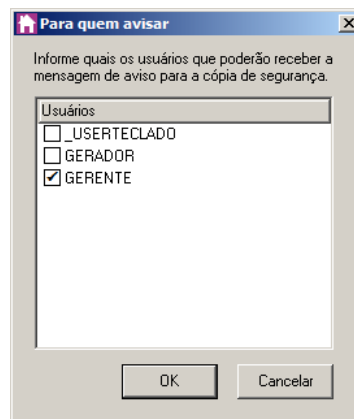 Para quem avisar
Informe quais os usuários que poderão receber a
mensagem de aviso para a cópia de segurança.
Usuários
_USERTECLADO
GERADOR
GERENTE
OK
Cancelar